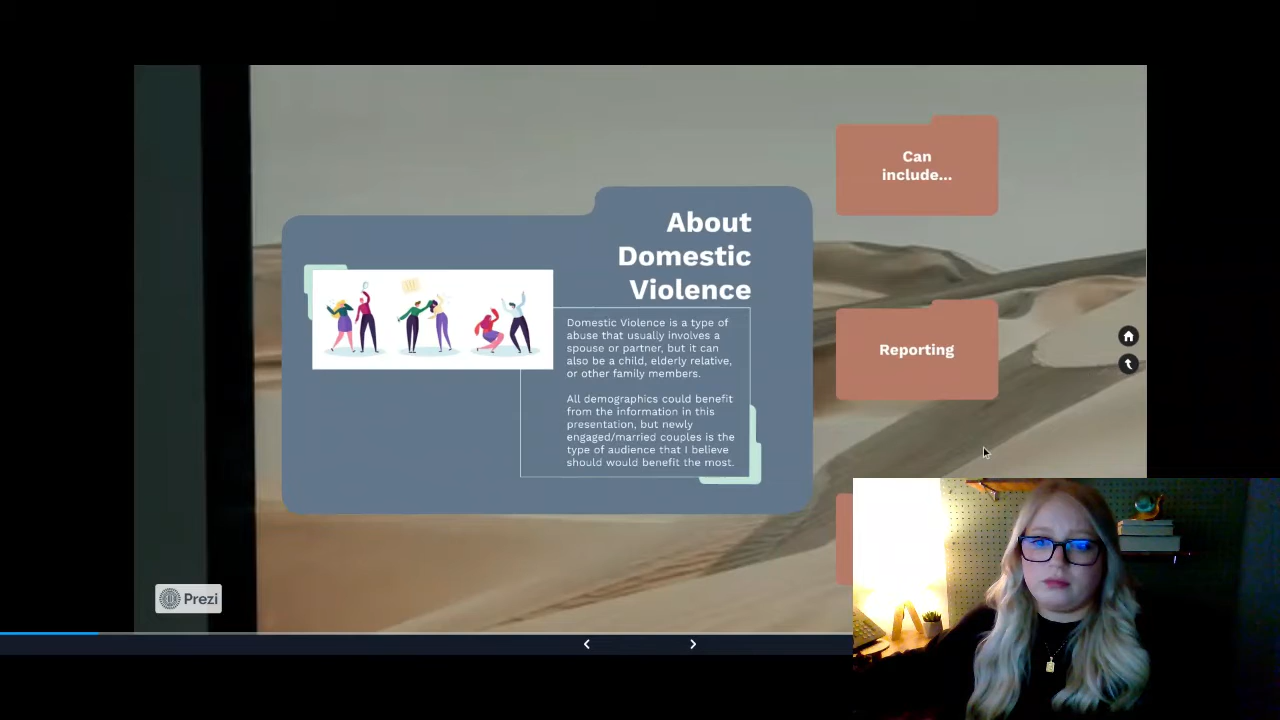 About
Domestic
Violence
Domestic Violence is a type of
abuse that usually involves a
spouse or partner, but it can
also be a child, elderly relative,
or other family members.
All demographics could benefit
from the information in this
presentation, but newly
engaged/married couples is the
type of audience that I believe
should would benefit the most.
Can
include...
Reporting
Prezi